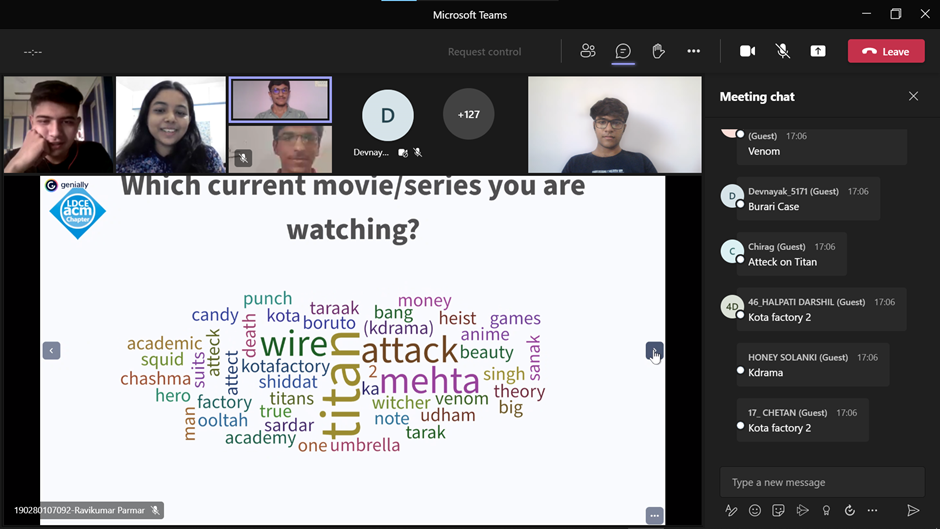 Microsoft Teams
--:--
Request control
Leave
D
+127
Devnay...
genially
LDCE
acm
Chapter
Which current movie/series you are
watching?
punch
money
candy
kota
taraak
bang
games
boruto
(kdrama)
heist
academic
death
wire
anime
atteck
attack
beauty
sanak
squid
suits
attect
kotafactory
titan
2
chashma
shiddat
ka
mehta
singh
hero
factory
titans
witcher
venom
theory
man
ooltah
true
sardar
note
udham
big
academy
one
umbrella
tarak
190280107092-Ravikumar Parmar
Meeting chat
(Guest) 17:06
Venom
D
Devnayak_5171 (Guest) 17:06
Burari Case
C
Chirag (Guest) 17:06
Atteck on Titan
4D
46_HALPATI DARSHIL (Guest) 17:06
Kota factory 2
HONEY SOLANKI (Guest) 17:06
Kdrama
17_ CHETAN (Guest) 17:06
Kota factory 2
Type a new message